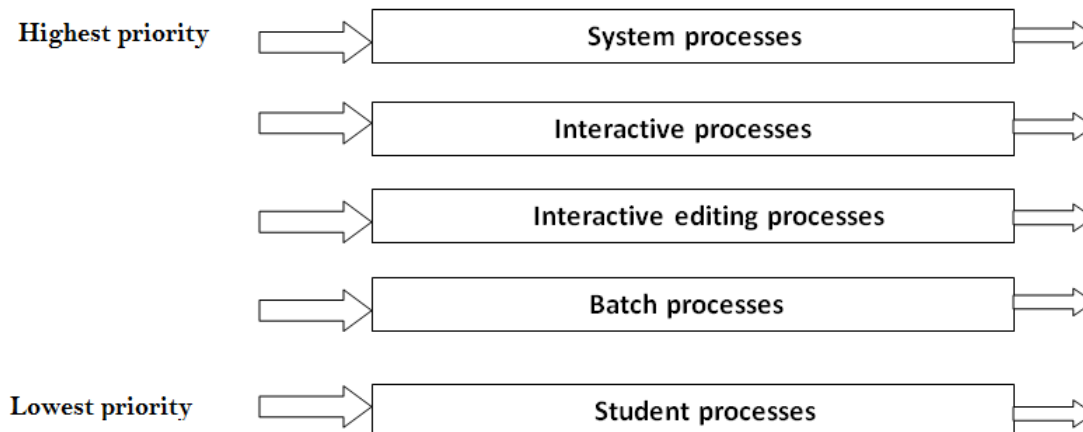 Highest priority
System processes
Interactive processes
Interactive editing processes
Batch processes
Lowest priority
Student processes